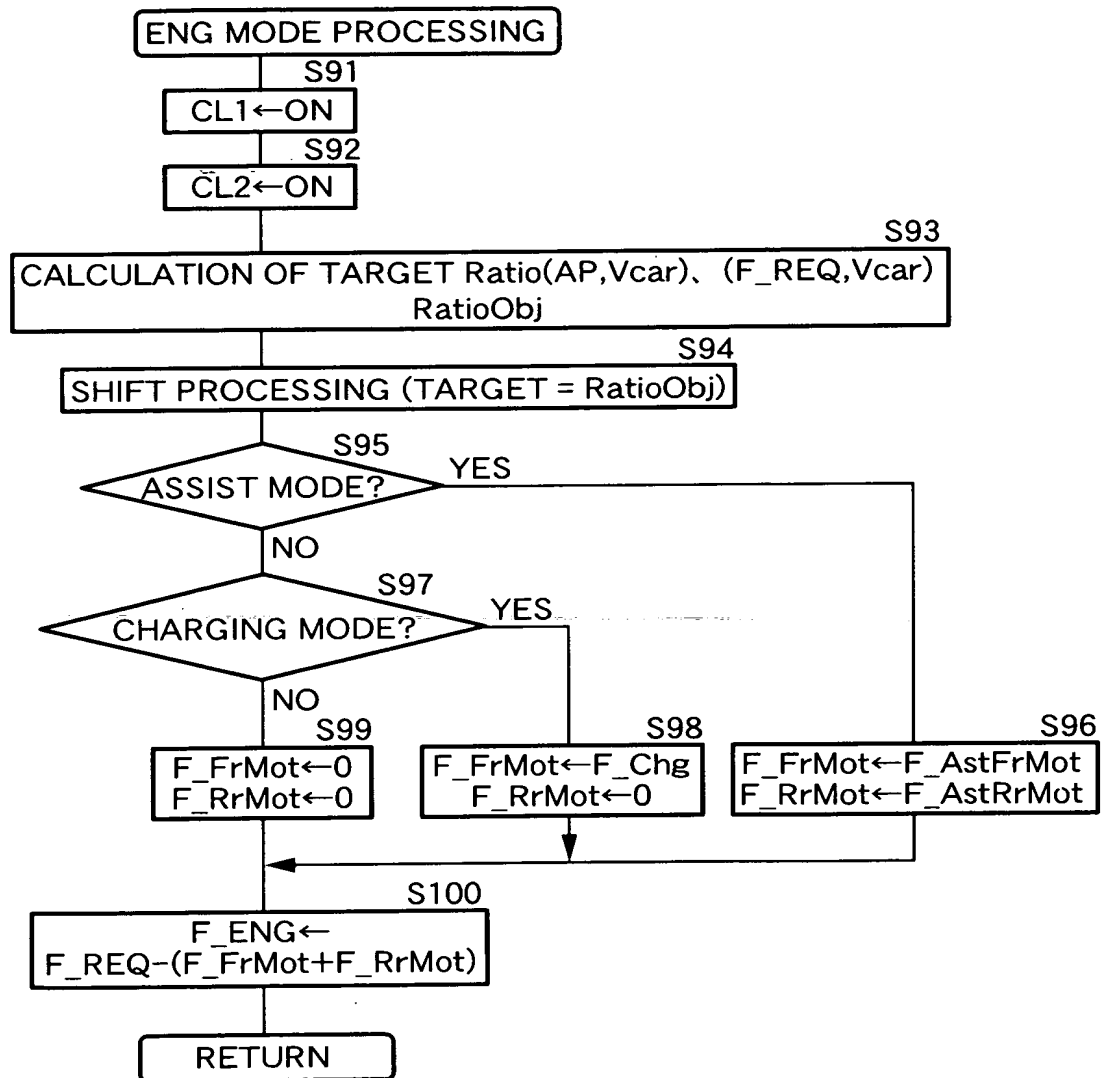 ENG MODE PROCESSING
S91
CL1←ON
S92
CL2←ON
S93
CALCULATION OF TARGET Ratio(AP,Vcar)、(F_REQ,Vcar)
RatioObj
S94
SHIFT PROCESSING (TARGET = RatioObj)
S95
ASSIST MODE?
YES
NO
S97
CHARGING MODE?
YES
NO
S99
F_FrMot←0
F_RrMot←0
S98
F_FrMot←F_Chg
F_RrMot←0
S96
F_FrMot←F_AstFrMot
F_RrMot←F_AstRrMot
S100
F_ENG←
F_REQ-(F_FrMot+F_RrMot)
RETURN